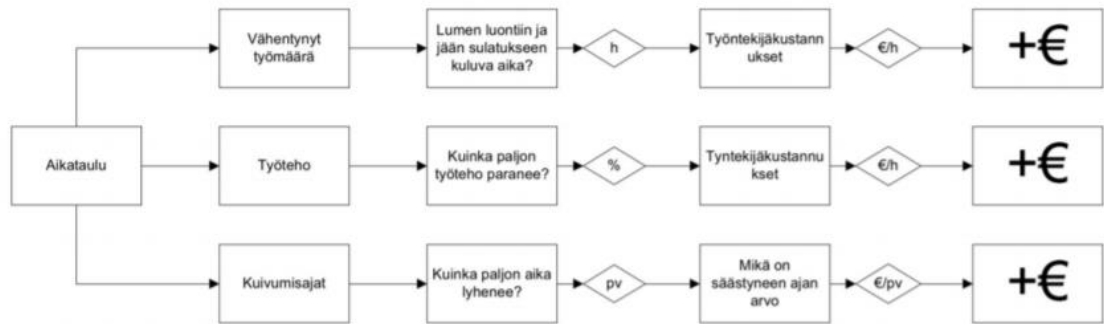 Vähentynyt
työmäärä
Lumen luontiin ja
jään sulatukseen
kuluva aika?
h
Työntekijäkustann
ukset
€/h
+€
Aikataulu
Työteho
Kuinka paljon
työteho paranee?
%
Tyntekijäkustannu
kset
€/h
+€
Kuivumisajat
Kuinka paljon aika
lyhenee?
pv
Mikä on
säästyneen ajan
arvo
€/pv
+€